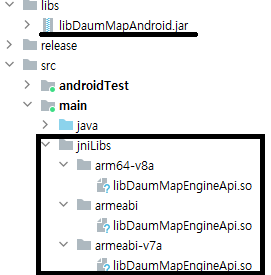 libs
libDaumMapAndroid.jar
release
src
androidTest
main
java
jniLibs
arm64-v8a
libDaumMapEngineApi.so
armeabi
libDaumMapEngineApi.so
armeabi-v7a
libDaumMapEngineApi.so